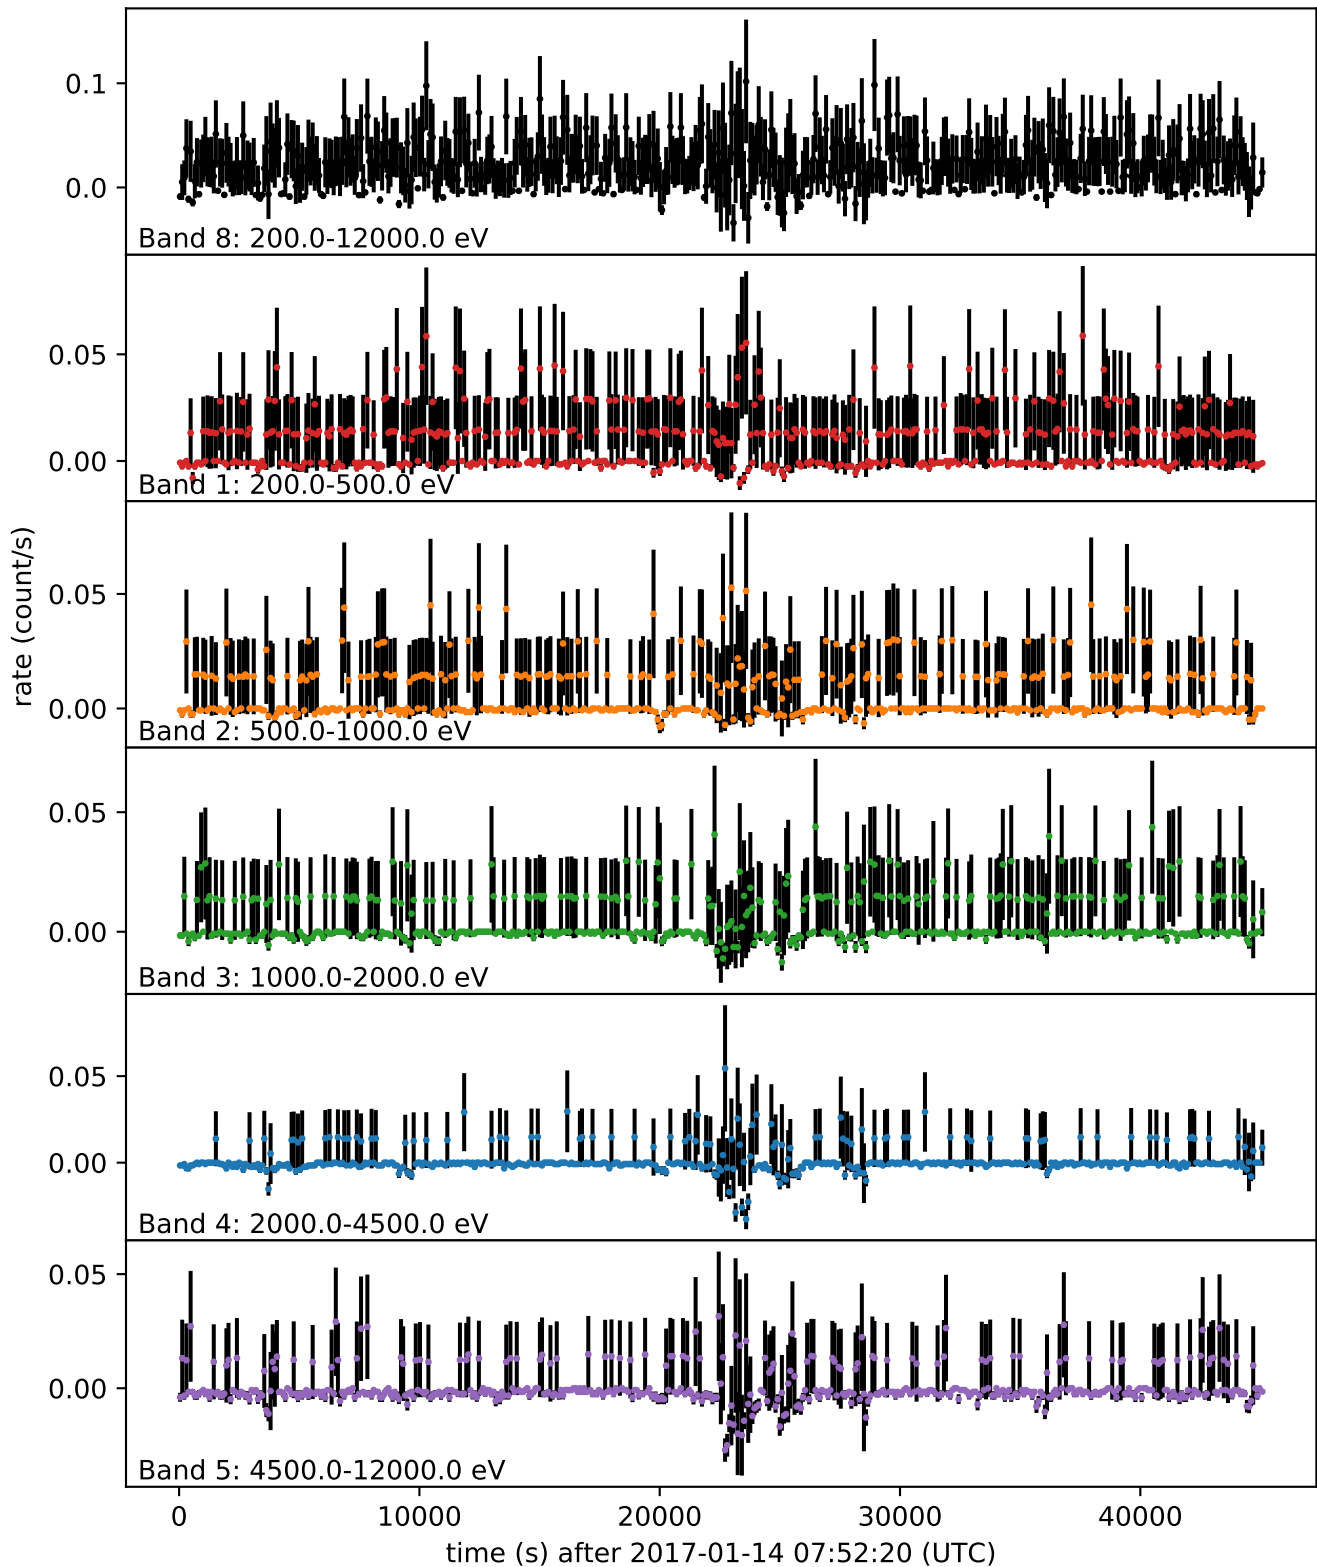 0.1
0.0
Band 8: 200.0-12000.0 eV
0.05
0.00
Band 1: 200.0-500.0 eV
rate (count/s)
0.05
0.00
Band 2: 500.0-1000.0 eV
0.05
0.00
Band 3: 1000.0-2000.0 eV
0.05
0.00
Band 4: 2000.0-4500.0 eV
0.05
0.00
Band 5: 4500.0-12000.0 eV
0 10000 20000 30000 40000
time (s) after 2017-01-14 07:52:20 (UTC)